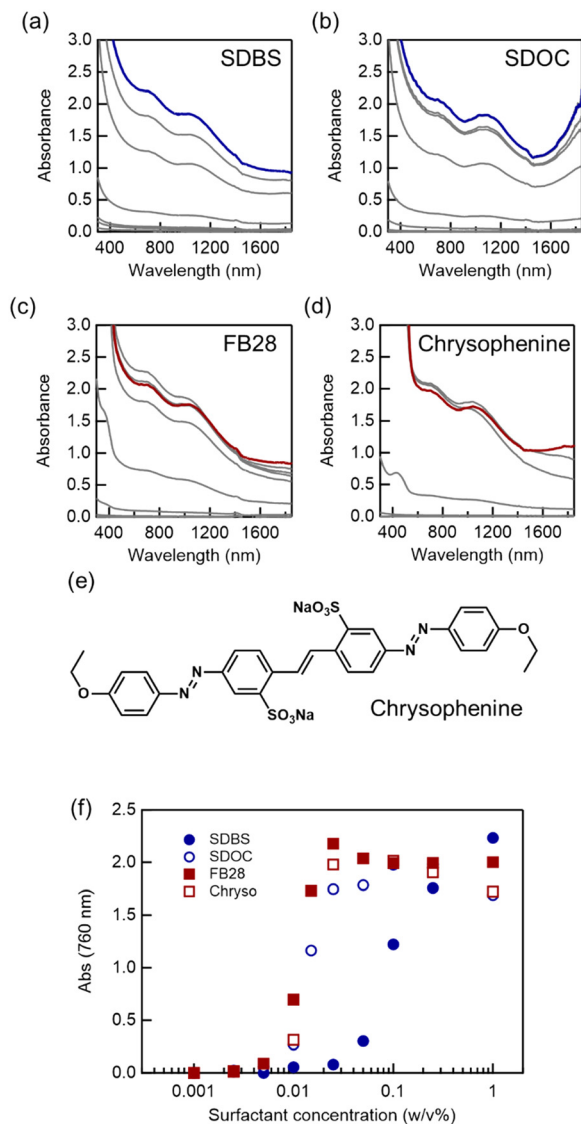 (a)
SDBS
3.0
2.5
2.0
1.5
1.0
0.5
0.0
Absorbance
400 800 1200 1600
Wavelength (nm)
(b)
SDOC
3.0
2.5
2.0
1.5
1.0
0.5
0.0
Absorbance
400 800 1200 1600
Wavelength (nm)
(c)
FB28
3.0
2.5
2.0
1.5
1.0
0.5
0.0
Absorbance
400 800 1200 1600
Wavelength (nm)
(d)
Chrysophenine
3.0
2.5
2.0
1.5
1.0
0.5
0.0
Absorbance
400 800 1200 1600
Wavelength (nm)
(e)
NaO₃S
N
N
O
O
N
N
SO₃Na
Chrysophenine
(f)
2.5
2.0
1.5
1.0
0.5
0.0
Abs (760 nm)
SDBS
SDOC
FB28
Chryso
0.001 0.01 0.1 1
Surfactant concentration (w/v%)